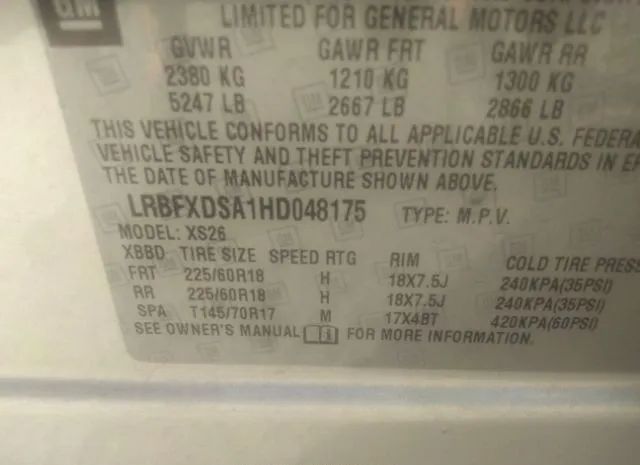 GM
LIMITED FOR GENERAL MOTORS LLC
GVWR GAWR FRT GAWR RR
2380 KG 1210 KG 1300 KG
5247 LB 2667 LB 2866 LB
THIS VEHICLE CONFORMS TO ALL APPLICABLE U.S. FEDERA
VEHICLE SAFETY AND THEFT PREVENTION STANDARDS IN EF
THE DATE OF MANUFACTURE SHOWN ABOVE.
LRBFXDSA1HD048175 TYPE: M.P.V.
MODEL: XS26
XBBD TIRE SIZE SPEED RTG RIM COLD TIRE PRESS
FRT 225/60R18 H 18X7.5J 240KPA(35PSI)
RR 225/60R18 H 18X7.5J 240KPA(35PSI)
SPA T145/70R17 M 17X4BT 420KPA(60PSI)
SEE OWNER'S MANUAL FOR MORE INFORMATION.